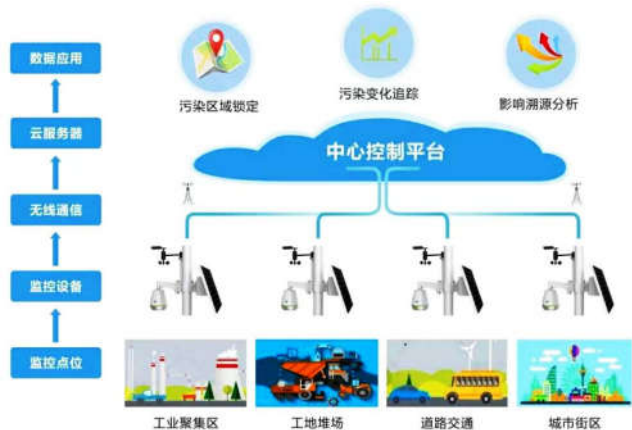 数据应用
云服务器
无线通信
监控设备
监控点位
污染区域锁定
污染变化追踪
影响溯源分析
中心控制平台
工业聚集区
工地堆场
道路交通
城市街区